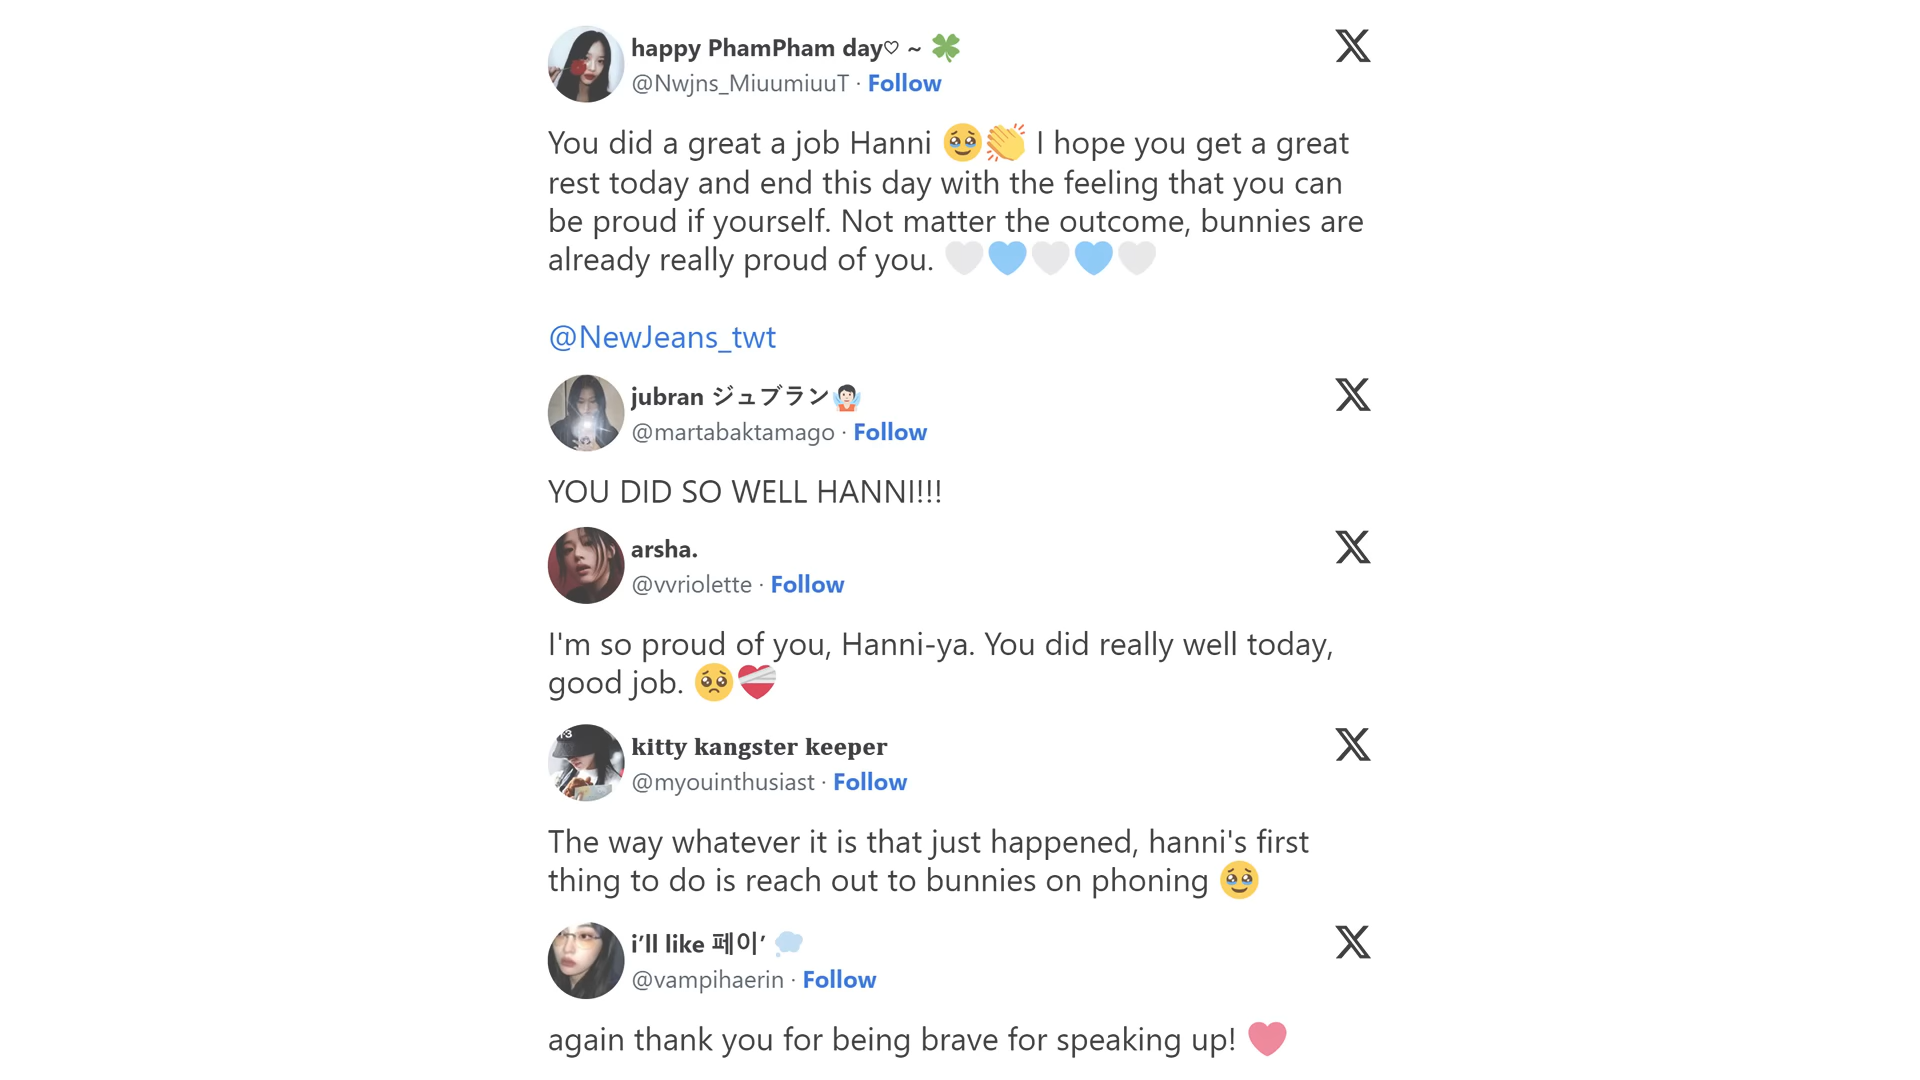 happy PhamPham day♡ ~ 🍀
@Nwjns_MiuumiuuT · Follow
You did a great a job Hanni 🥹👏 I hope you get a great
rest today and end this day with the feeling that you can
be proud if yourself. Not matter the outcome, bunnies are
already really proud of you. 🤍🩵🤍🩵🤍
@NewJeans_twt
jubran ジュブラン🧚🏻
@martabaktamago · Follow
YOU DID SO WELL HANNI!!!
arsha.
@vvriolette · Follow
I'm so proud of you, Hanni-ya. You did really well today,
good job. 🥺❤️‍🩹
kitty kangster keeper
@myouinthusiast · Follow
The way whatever it is that just happened, hanni's first
thing to do is reach out to bunnies on phoning 🥹
i’ll like 페이’ 💭
@vampihaerin · Follow
again thank you for being brave for speaking up! 🩷